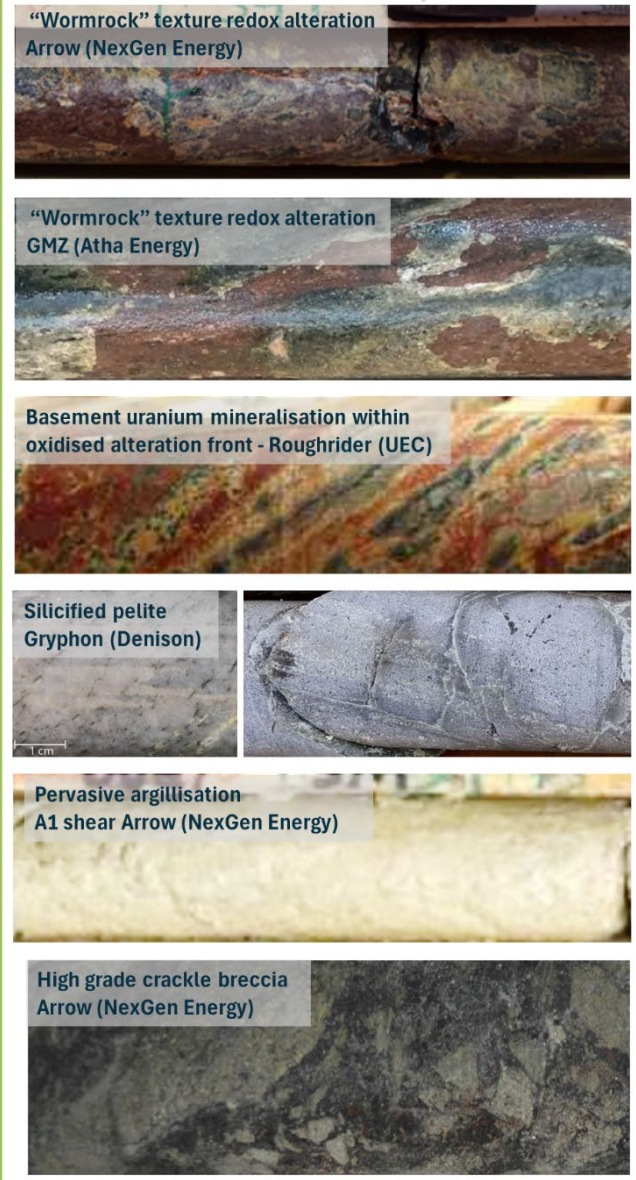 “Wormrock” texture redox alteration
Arrow (NexGen Energy)
“Wormrock” texture redox alteration
GMZ (Atha Energy)
Basement uranium mineralisation within
oxidised alteration front - Roughrider (UEC)
Silicified pelite
Gryphon (Denison)
1 cm
Pervasive argillisation
A1 shear Arrow (NexGen Energy)
High grade crackle breccia
Arrow (NexGen Energy)